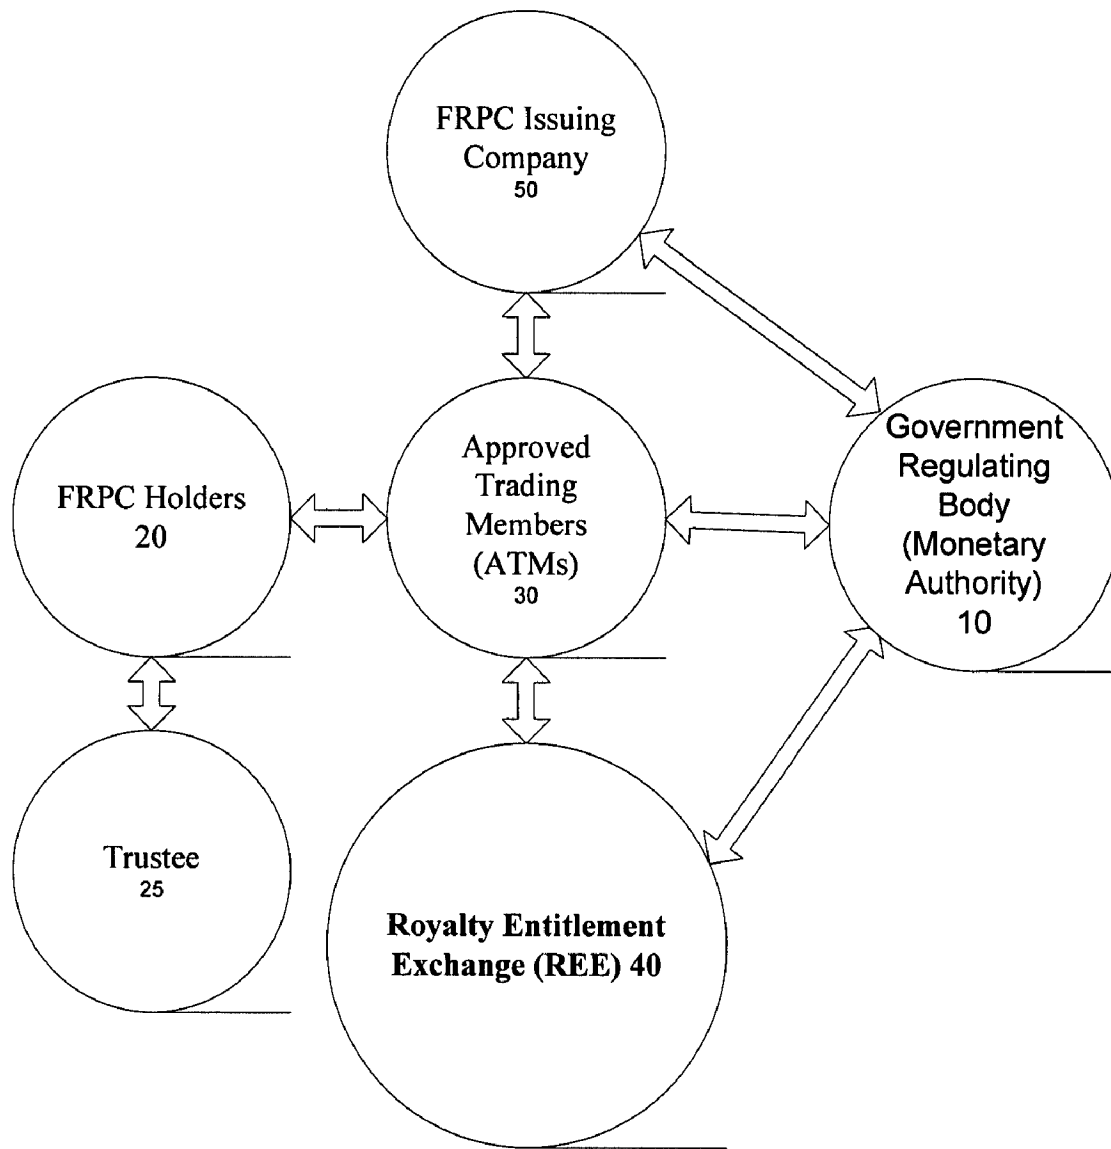 FRPC Issuing
Company
50
FRPC Holders
20
Approved
Trading
Members
(ATMs)
30
Government
Regulating
Body
(Monetary
Authority)
10
Trustee
25
Royalty Entitlement
Exchange (REE) 40